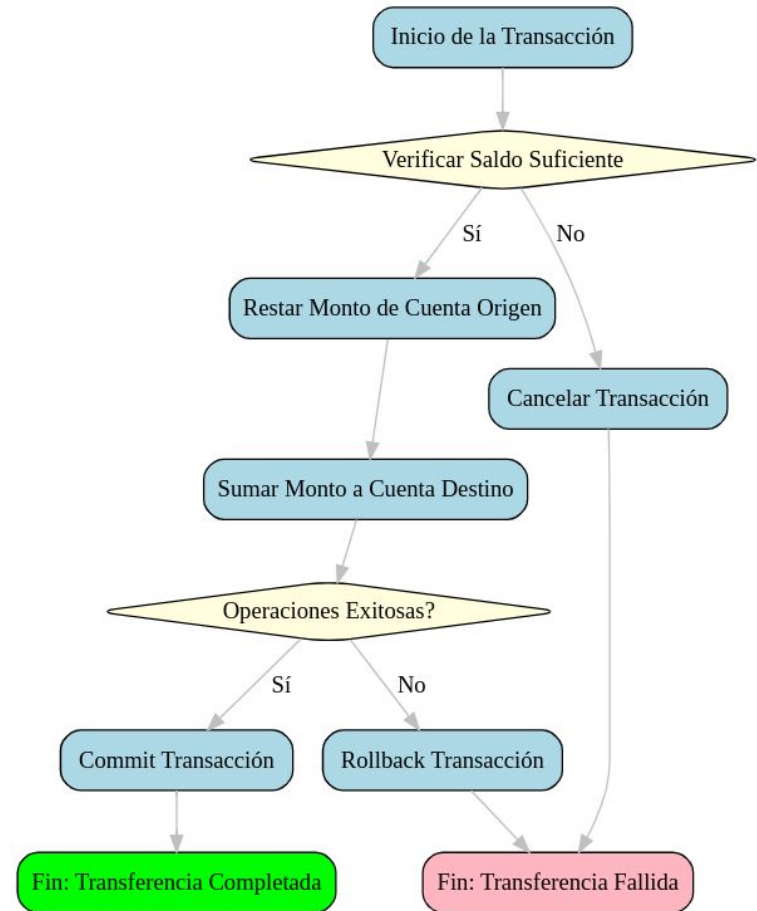 Inicio de la Transacción
Verificar Saldo Suficiente
Sí
No
Restar Monto de Cuenta Origen
Cancelar Transacción
Sumar Monto a Cuenta Destino
Operaciones Exitosas?
Sí
No
Commit Transacción
Rollback Transacción
Fin: Transferencia Completada
Fin: Transferencia Fallida